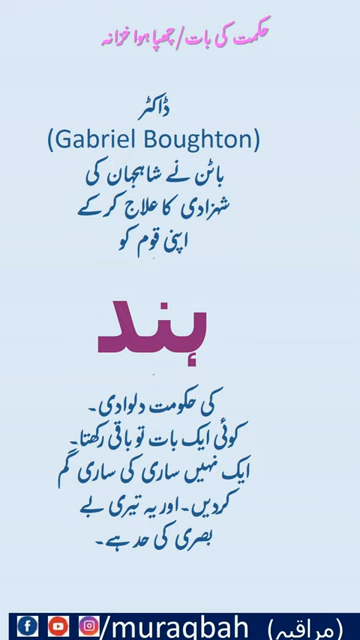 حکمت کی بات/چھپا ہوا خزانہ
ڈاکٹر
(Gabriel Boughton)
باٹن نے شاہجہان کی
شہزادی کا علاج کرکے
اپنی قوم کو
ہند
کی حکومت دلوادی۔
کوئی ایک بات تو باقی رکھتا۔
ایک نہیں ساری کی ساری گم
کردیں۔اور یہ تیری بے
بصری کی حد ہے۔
/muraqbah (مراقبہ)